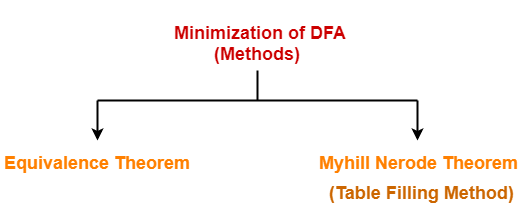 Minimization of DFA
(Methods)
Equivalence Theorem
Myhill Nerode Theorem
(Table Filling Method)